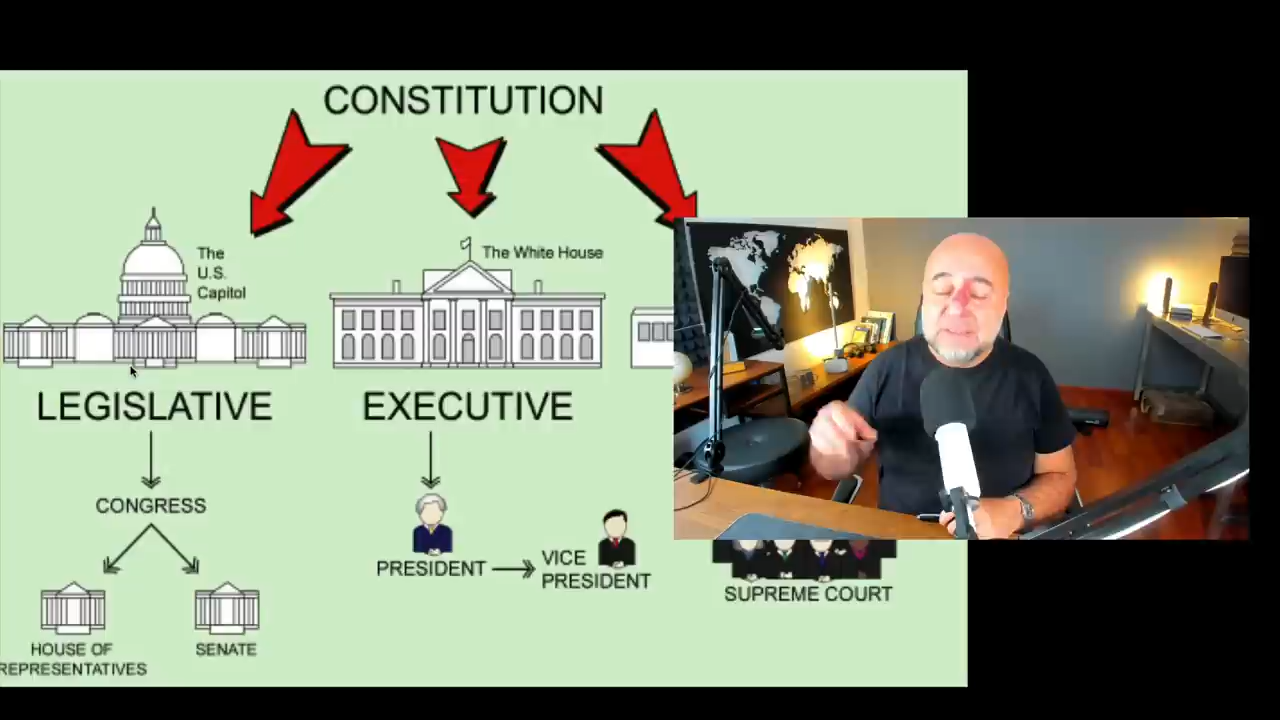 CONSTITUTION
The
U.S.
Capitol
The White House
LEGISLATIVE
EXECUTIVE
CONGRESS
PRESIDENT
VICE
PRESIDENT
SUPREME COURT
HOUSE OF
REPRESENTATIVES
SENATE